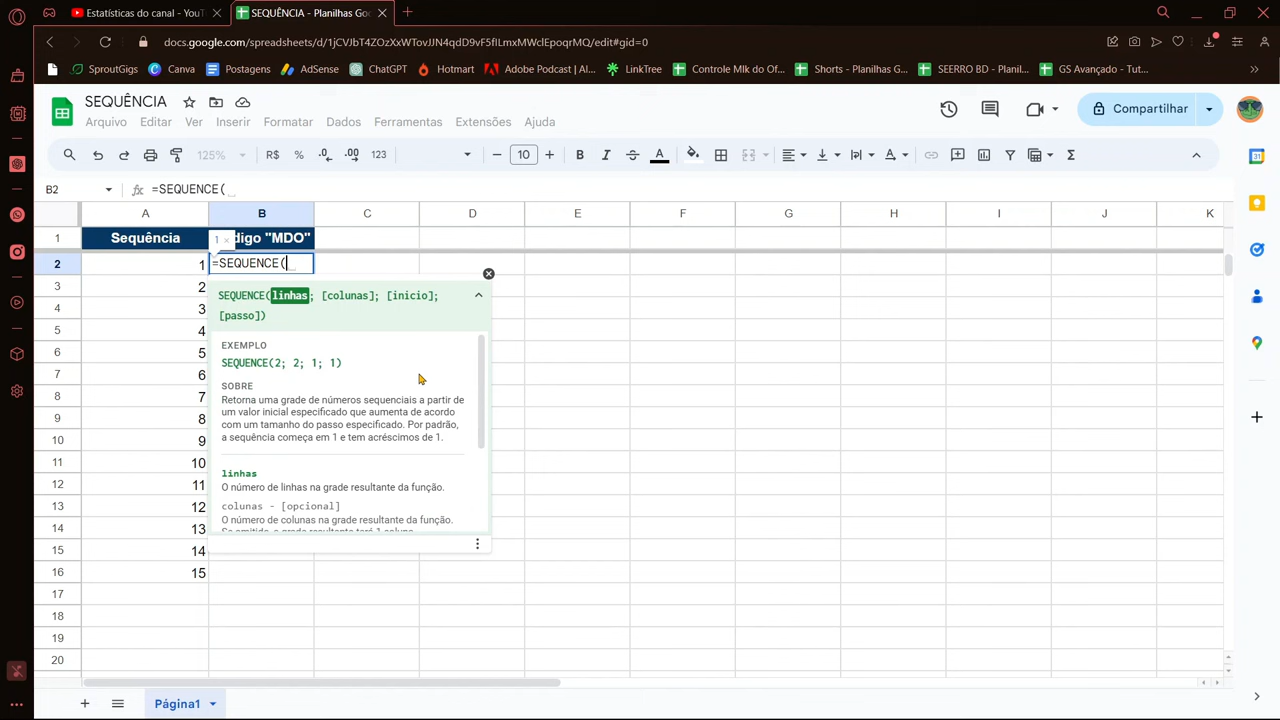 Estatísticas do canal - YouT
SEQUÊNCIA - Planilhas Goo
docs.google.com/spreadsheets/d/1jCVJbT4ZOzXxWTovJJN4qdD9vF5fILmxMWclEpoqrMQ/edit#gid=0
SproutGigs
Canva
Postagens
AdSense
ChatGPT
Hotmart
Adobe Podcast | AI...
LinkTree
Controle Mlk do Of...
Shorts - Planilhas G...
SEERRO BD - Planil...
GS Avançado - Tut...
SEQUÊNCIA
Arquivo Editar Ver Inserir Formatar Dados Ferramentas Extensões Ajuda
Compartilhar
125% R$ % .0 .00 123 10
B2 =SEQUENCE(
A B C D E F G H I J K
1 Sequência digo "MDO"
1 ×
2 1 =SEQUENCE(
3 2
4 3
5 4
6 5
7 6
8 7
9 8
10 9
11 10
12 11
13 12
14 13
15 14
16 15
17
18
19
20
SEQUENCE(linhas; [colunas]; [inicio];
[passo])
EXEMPLO
SEQUENCE(2; 2; 1; 1)
SOBRE
Retorna uma grade de números sequenciais a partir de
um valor inicial especificado que aumenta de acordo
com um tamanho do passo especificado. Por padrão,
a sequência começa em 1 e tem acréscimos de 1.
linhas
O número de linhas na grade resultante da função.
colunas - [opcional]
O número de colunas na grade resultante da função.
Página1